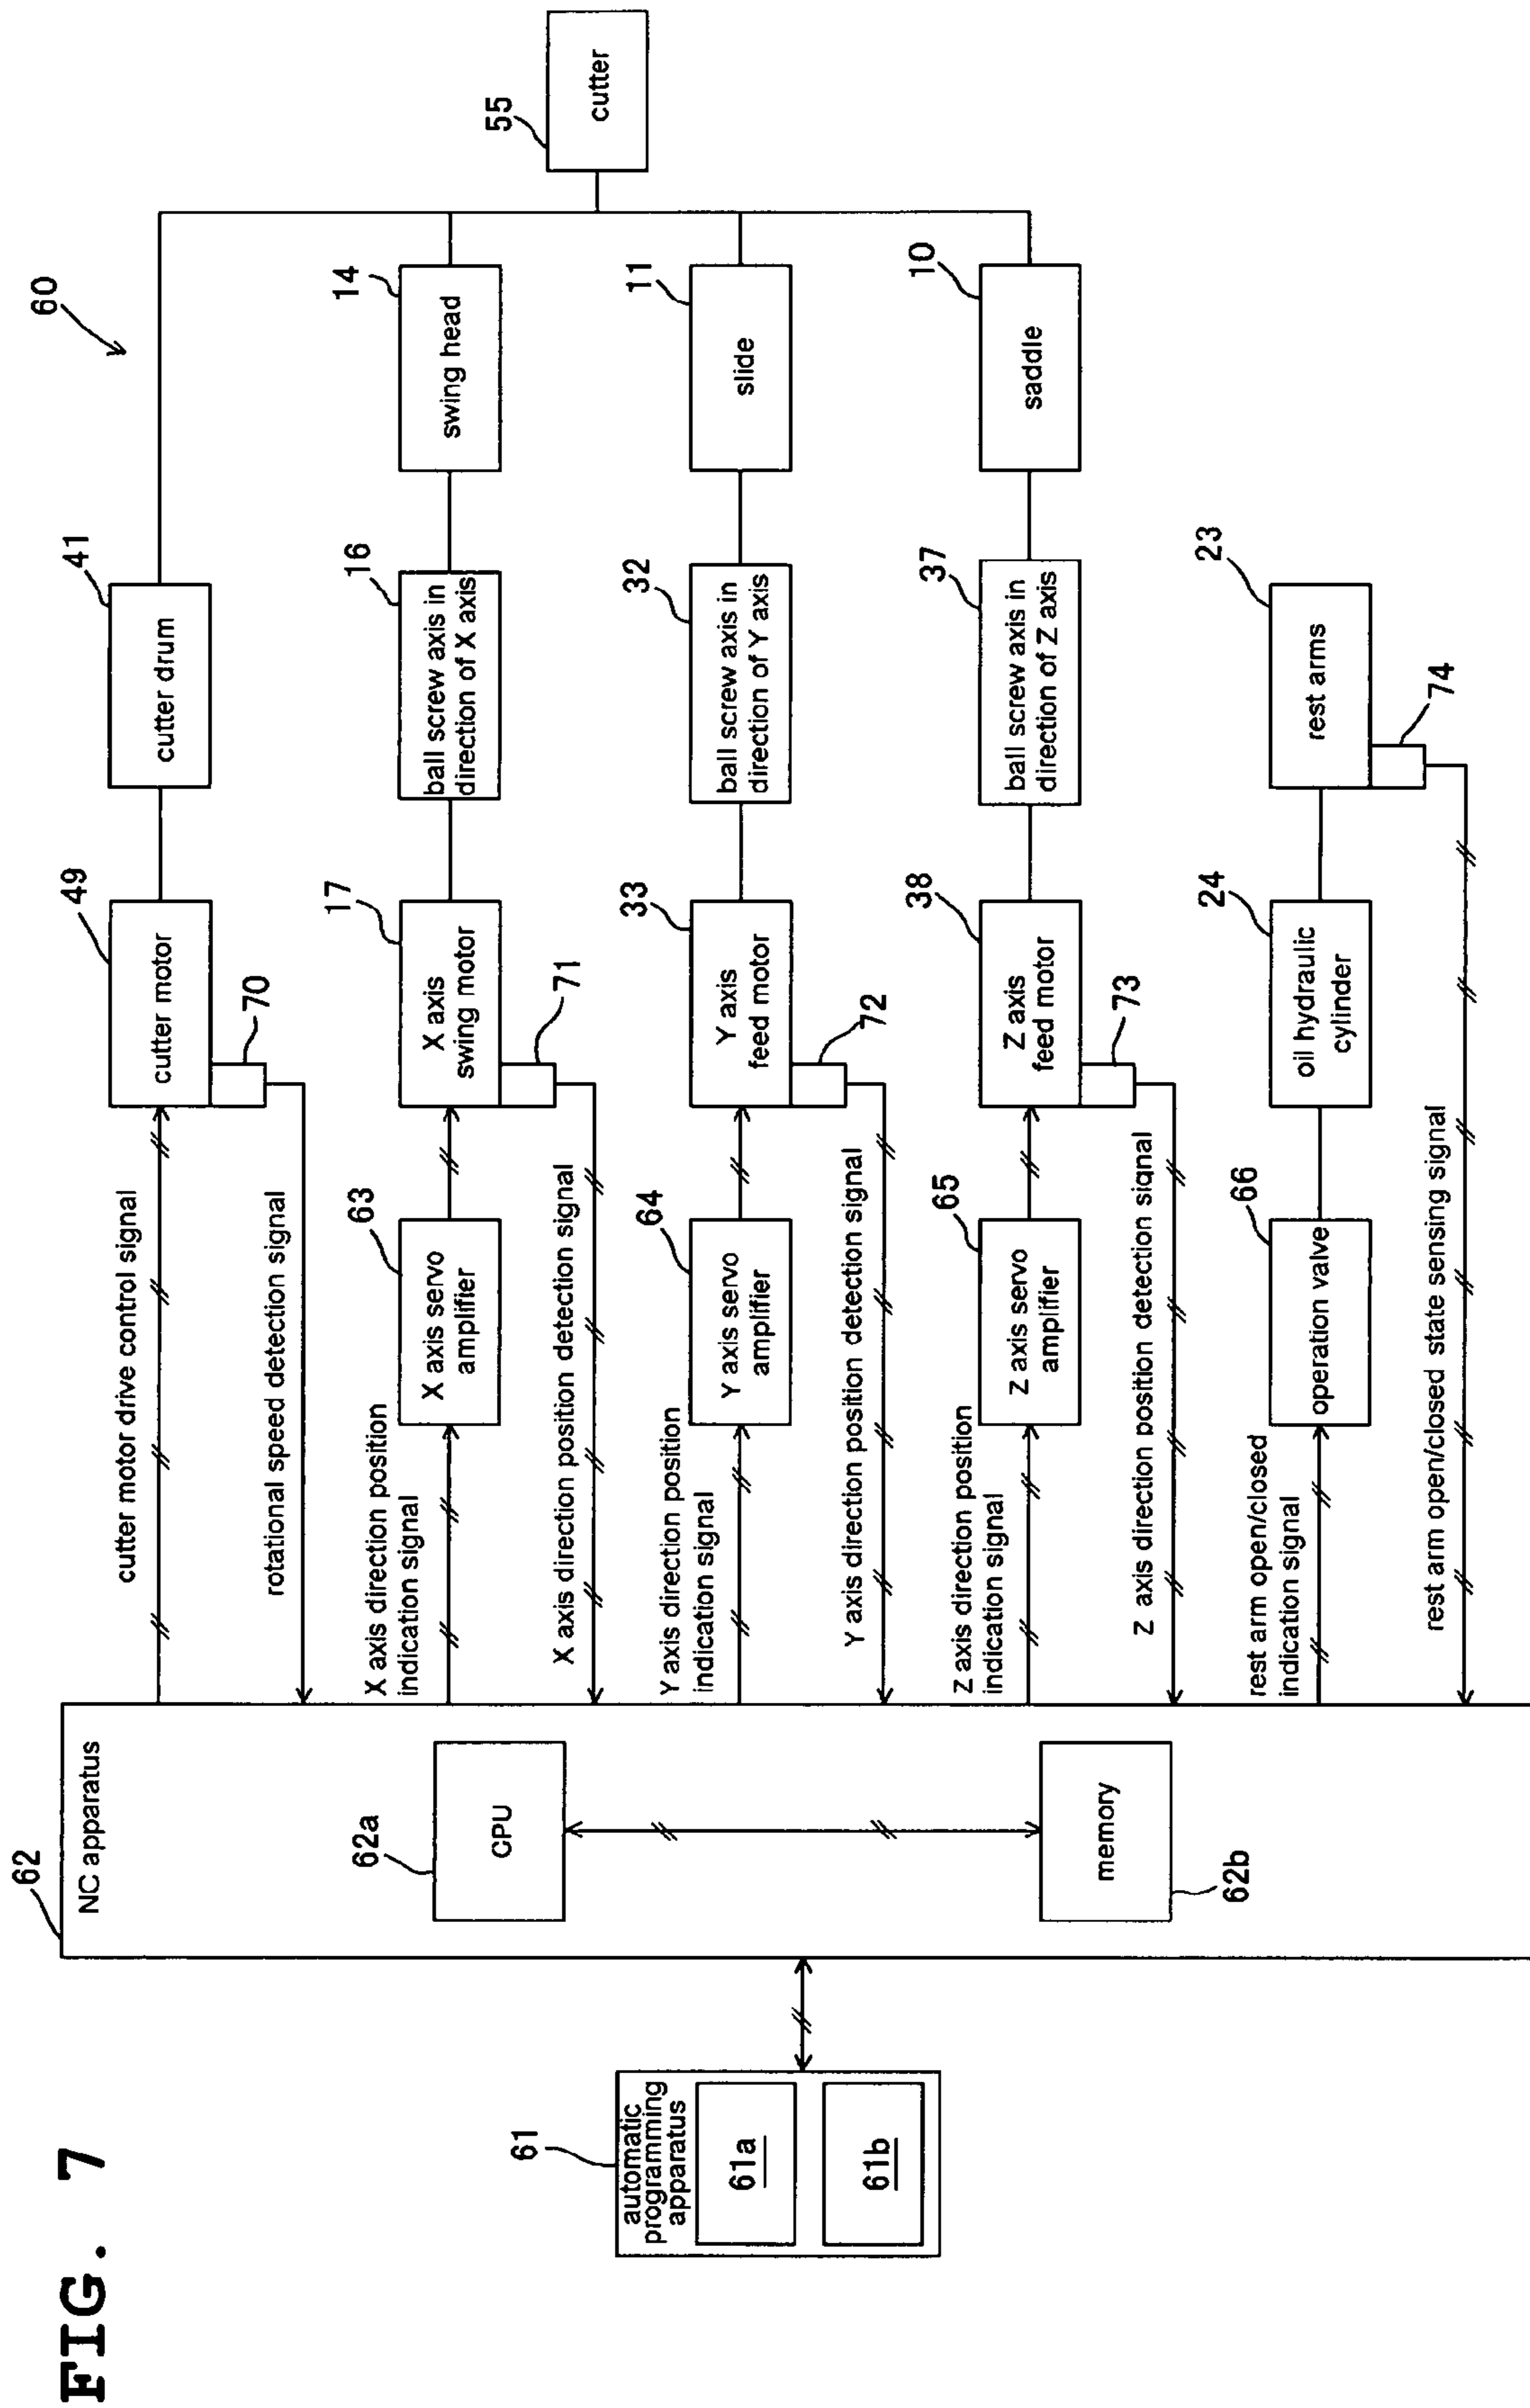 FIG. 7
60
61
automatic
programming
apparatus
61a
61b
62
NC apparatus
62a
CPU
memory
62b
cutter motor drive control signal
rotational speed detection signal
49
cutter motor
70
41
cutter drum
X axis direction position
indication signal
63
X axis servo
amplifier
X axis direction position detection signal
17
X axis
swing motor
71
16
ball screw axis in
direction of X axis
14
swing head
55
cutter
Y axis direction position
indication signal
64
Y axis servo
amplifier
Y axis direction position detection signal
33
Y axis
feed motor
72
32
ball screw axis in
direction of Y axis
11
slide
Z axis direction position
indication signal
65
Z axis servo
amplifier
Z axis direction position detection signal
38
Z axis
feed motor
73
37
ball screw axis in
direction of Z axis
10
saddle
rest arm open/closed
indication signal
66
operation valve
24
oil hydraulic
cylinder
23
rest arms
74
rest arm open/closed state sensing signal